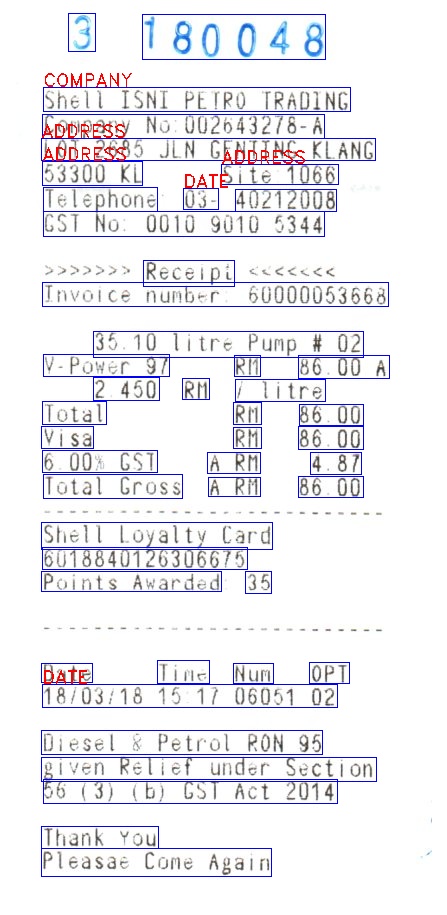 3 180048
COMPANY
Shell ISNI PETRO TRADING
Company No:002643278-A
ADDRESS
LOT 2685 JLN GENTING KLANG
ADDRESS ADDRESS
53300 KL Site 1066
DATE
Telephone 03- 40212008
GST No: 0010 9010 5344
>>>>>>> Receipt <<<<<<<
Invoice number: 60000053668
35.10 litre Pump # 02
V-Power 97 RM 86.00 A
2.450 RM / litre
Total RM 86.00
Visa RM 86.00
6.00% GST A RM 4.87
Total Gross A RM 86.00
Shell Loyalty Card
60188401263066​75
Points Awarded: 35
Date Time Num OPT
DATE
18/03/18 15:17 06051 02
Diesel & Petrol RON 95
given Relief under Section
56 (3) (b) GST Act 2014
Thank You
Pleasae Come Again